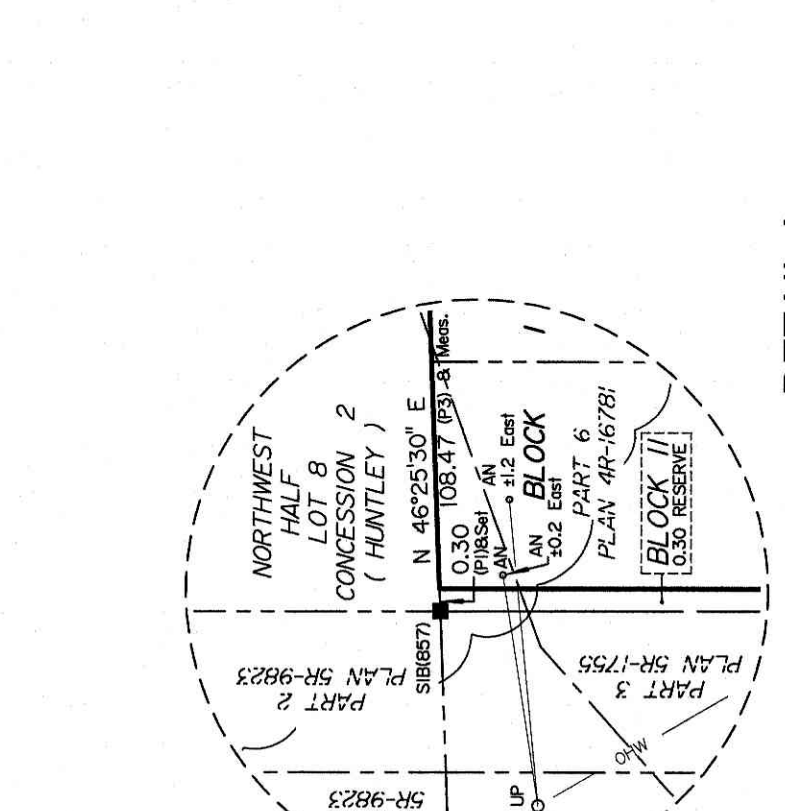 NORTHWEST
HALF
LOT 8
CONCESSION 2
( HUNTLEY )
N 46°25'30" E
108.47 (P3) & Meas.
0.30
(P1)&Set
AN
AN
±1.2 East
BLOCK 1
AN
±0.2 East
PART 6
PLAN 4R-16781
BLOCK 11
0.30 RESERVE
SIB(857)
PART 2
PLAN 5R-9823
PART 3
PLAN 5R-1755
OHW
UP
5R-9823